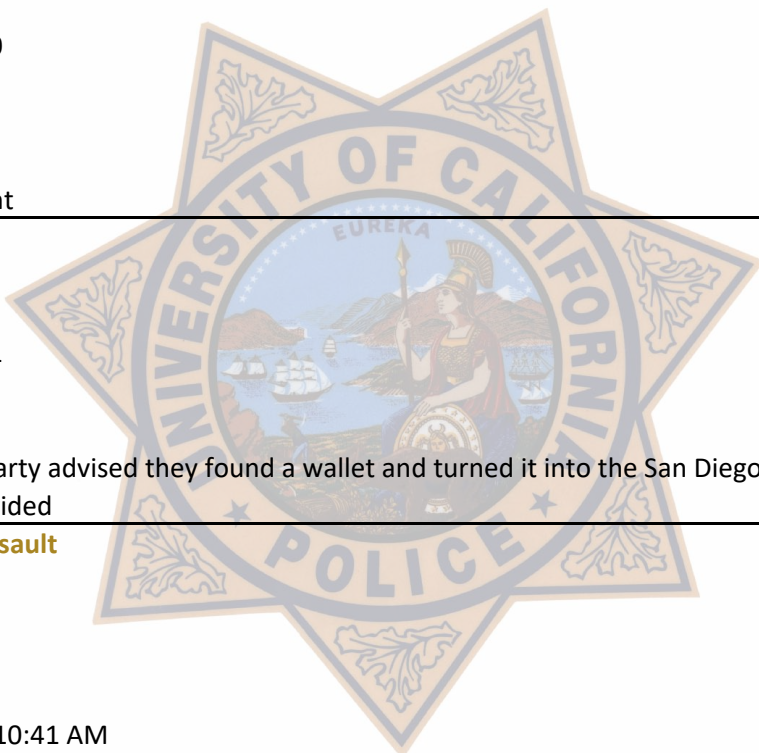 UNIVERSITY OF CALIFORNIA
EUREKA
arty advised they found a wallet and turned it into the San Diego
ided
sault
POLICE
10:41 AM